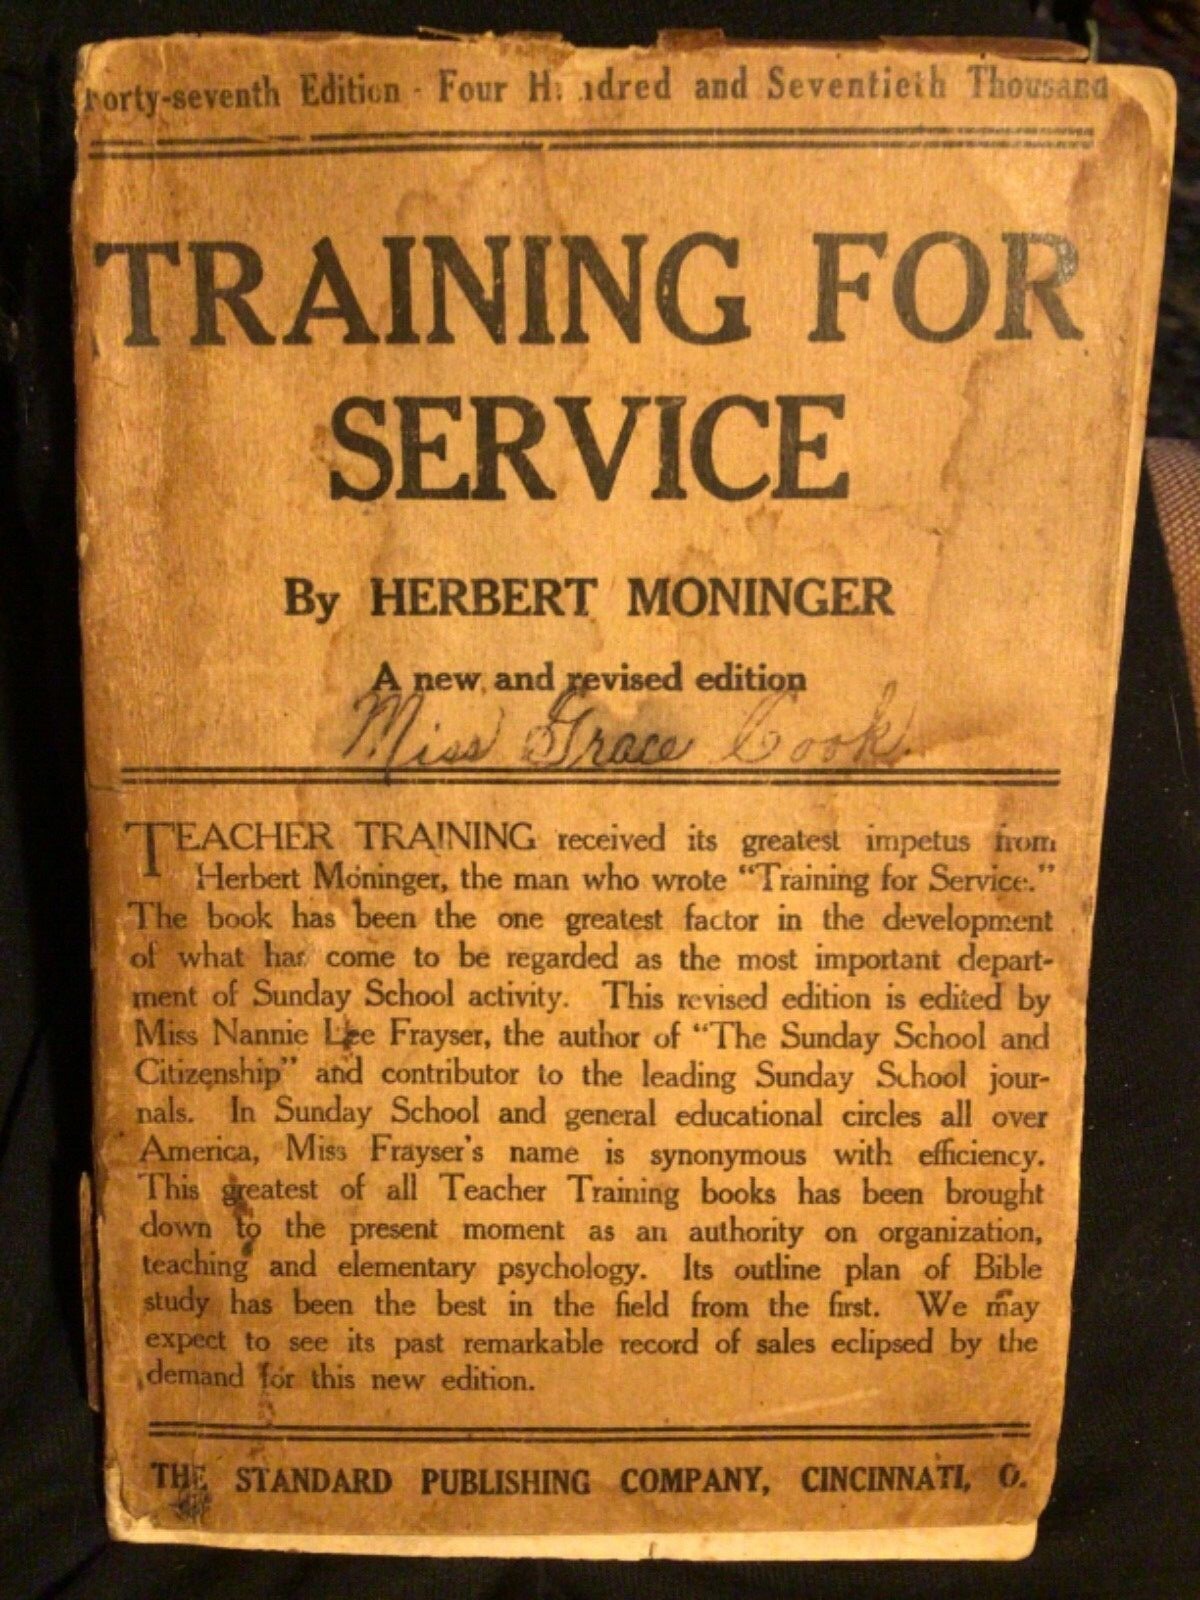 Forty-seventh Edition - Four Hundred and Seventieth Thousand
TRAINING FOR
SERVICE
By HERBERT MONINGER
A new and revised edition
Miss Grace Cook.
TEACHER TRAINING received its greatest impetus from
Herbert Moninger, the man who wrote “Training for Service.”
The book has been the one greatest factor in the development
of what has come to be regarded as the most important depart-
ment of Sunday School activity. This revised edition is edited by
Miss Nannie Lee Frayser, the author of “The Sunday School and
Citizenship” and contributor to the leading Sunday School jour-
nals. In Sunday School and general educational circles all over
America, Miss Frayser's name is synonymous with efficiency.
This greatest of all Teacher Training books has been brought
down to the present moment as an authority on organization,
teaching and elementary psychology. Its outline plan of Bible
study has been the best in the field from the first. We may
expect to see its past remarkable record of sales eclipsed by the
demand for this new edition.
THE STANDARD PUBLISHING COMPANY, CINCINNATI, O.